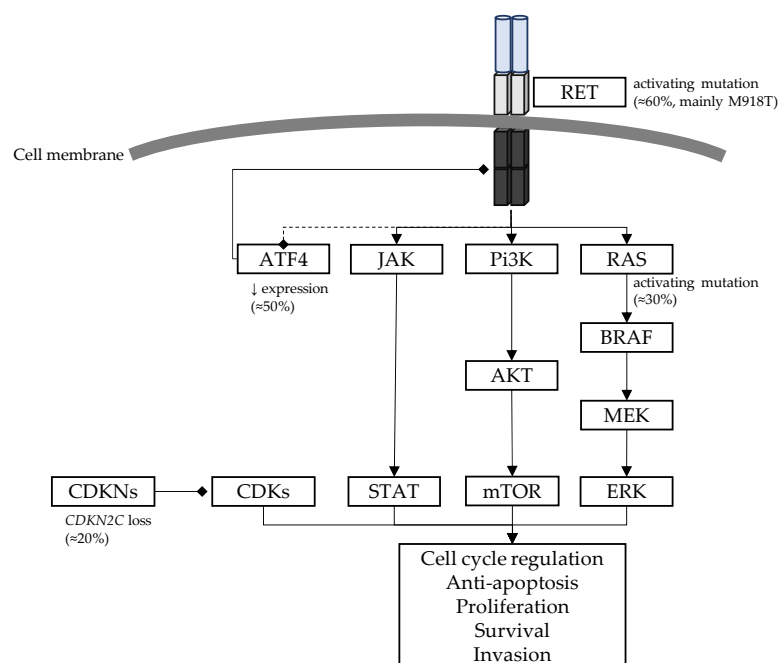 RET
activating mutation
(≈60%, mainly M918T)
Cell membrane
ATF4
JAK
Pi3K
RAS
↓ expression
(≈50%)
activating mutation
(≈30%)
BRAF
AKT
MEK
CDKNs
CDKs
STAT
mTOR
ERK
CDKN2C loss
(≈20%)
Cell cycle regulation
Anti-apoptosis
Proliferation
Survival
Invasion